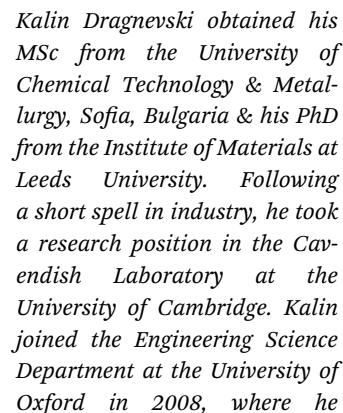 Kalin Dragnevski obtained his
MSc from the University of
Chemical Technology & Metal-
lurgy, Sofia, Bulgaria & his PhD
from the Institute of Materials at
Leeds University. Following
a short spell in industry, he took
a research position in the Cav-
endish Laboratory at the
University of Cambridge. Kalin
joined the Engineering Science
Department at the University of
Oxford in 2008, where he